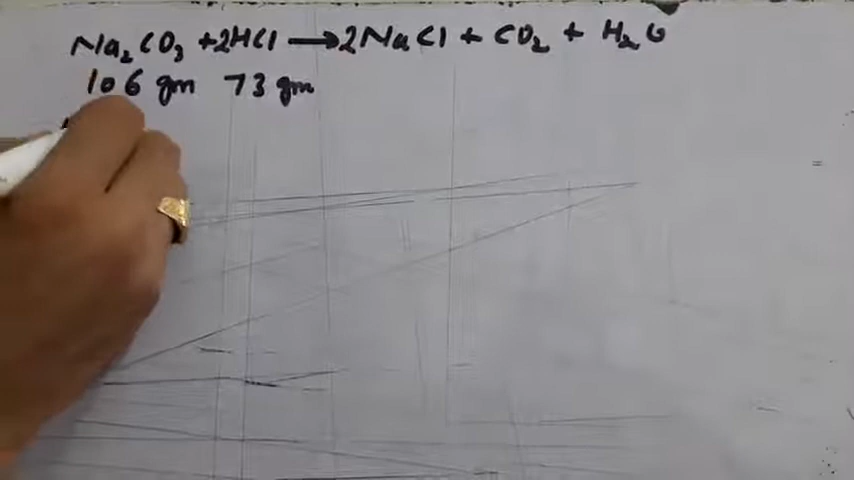 Na₂CO₃ +2HCl ⟶ 2NaCl + CO₂ + H₂O
106 gm 73 gm